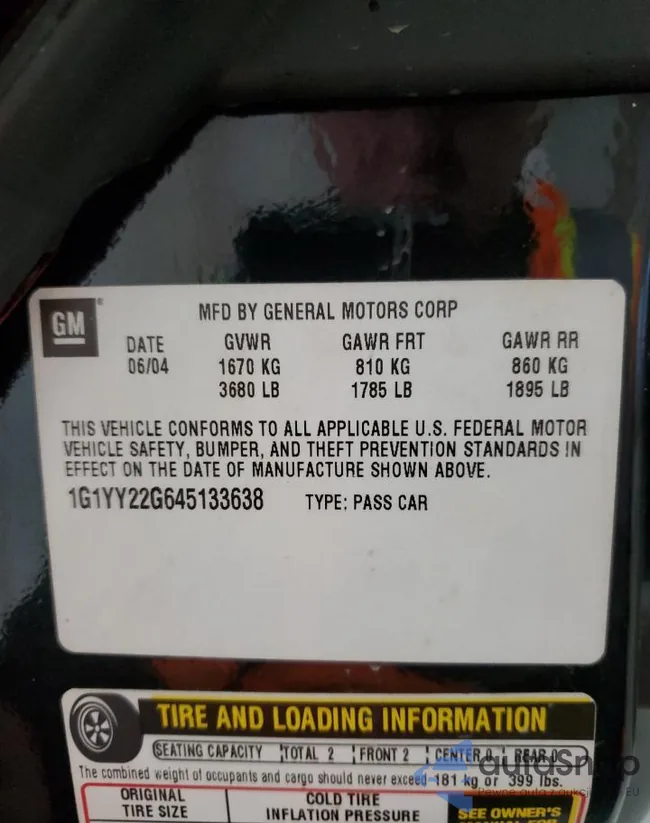 GM
MFD BY GENERAL MOTORS CORP
DATE GVWR GAWR FRT GAWR RR
06/04 1670 KG 810 KG 860 KG
3680 LB 1785 LB 1895 LB
THIS VEHICLE CONFORMS TO ALL APPLICABLE U.S. FEDERAL MOTOR
VEHICLE SAFETY, BUMPER, AND THEFT PREVENTION STANDARDS IN
EFFECT ON THE DATE OF MANUFACTURE SHOWN ABOVE.
1G1YY22G645133638 TYPE: PASS CAR
TIRE AND LOADING INFORMATION
SEATING CAPACITY TOTAL 2 FRONT 2 CENTER 0 REAR 0
The combined weight of occupants and cargo should never exceed 181 kg or 399 lbs.
ORIGINAL COLD TIRE
TIRE SIZE INFLATION PRESSURE SEE OWNER'S
MANUAL FOR